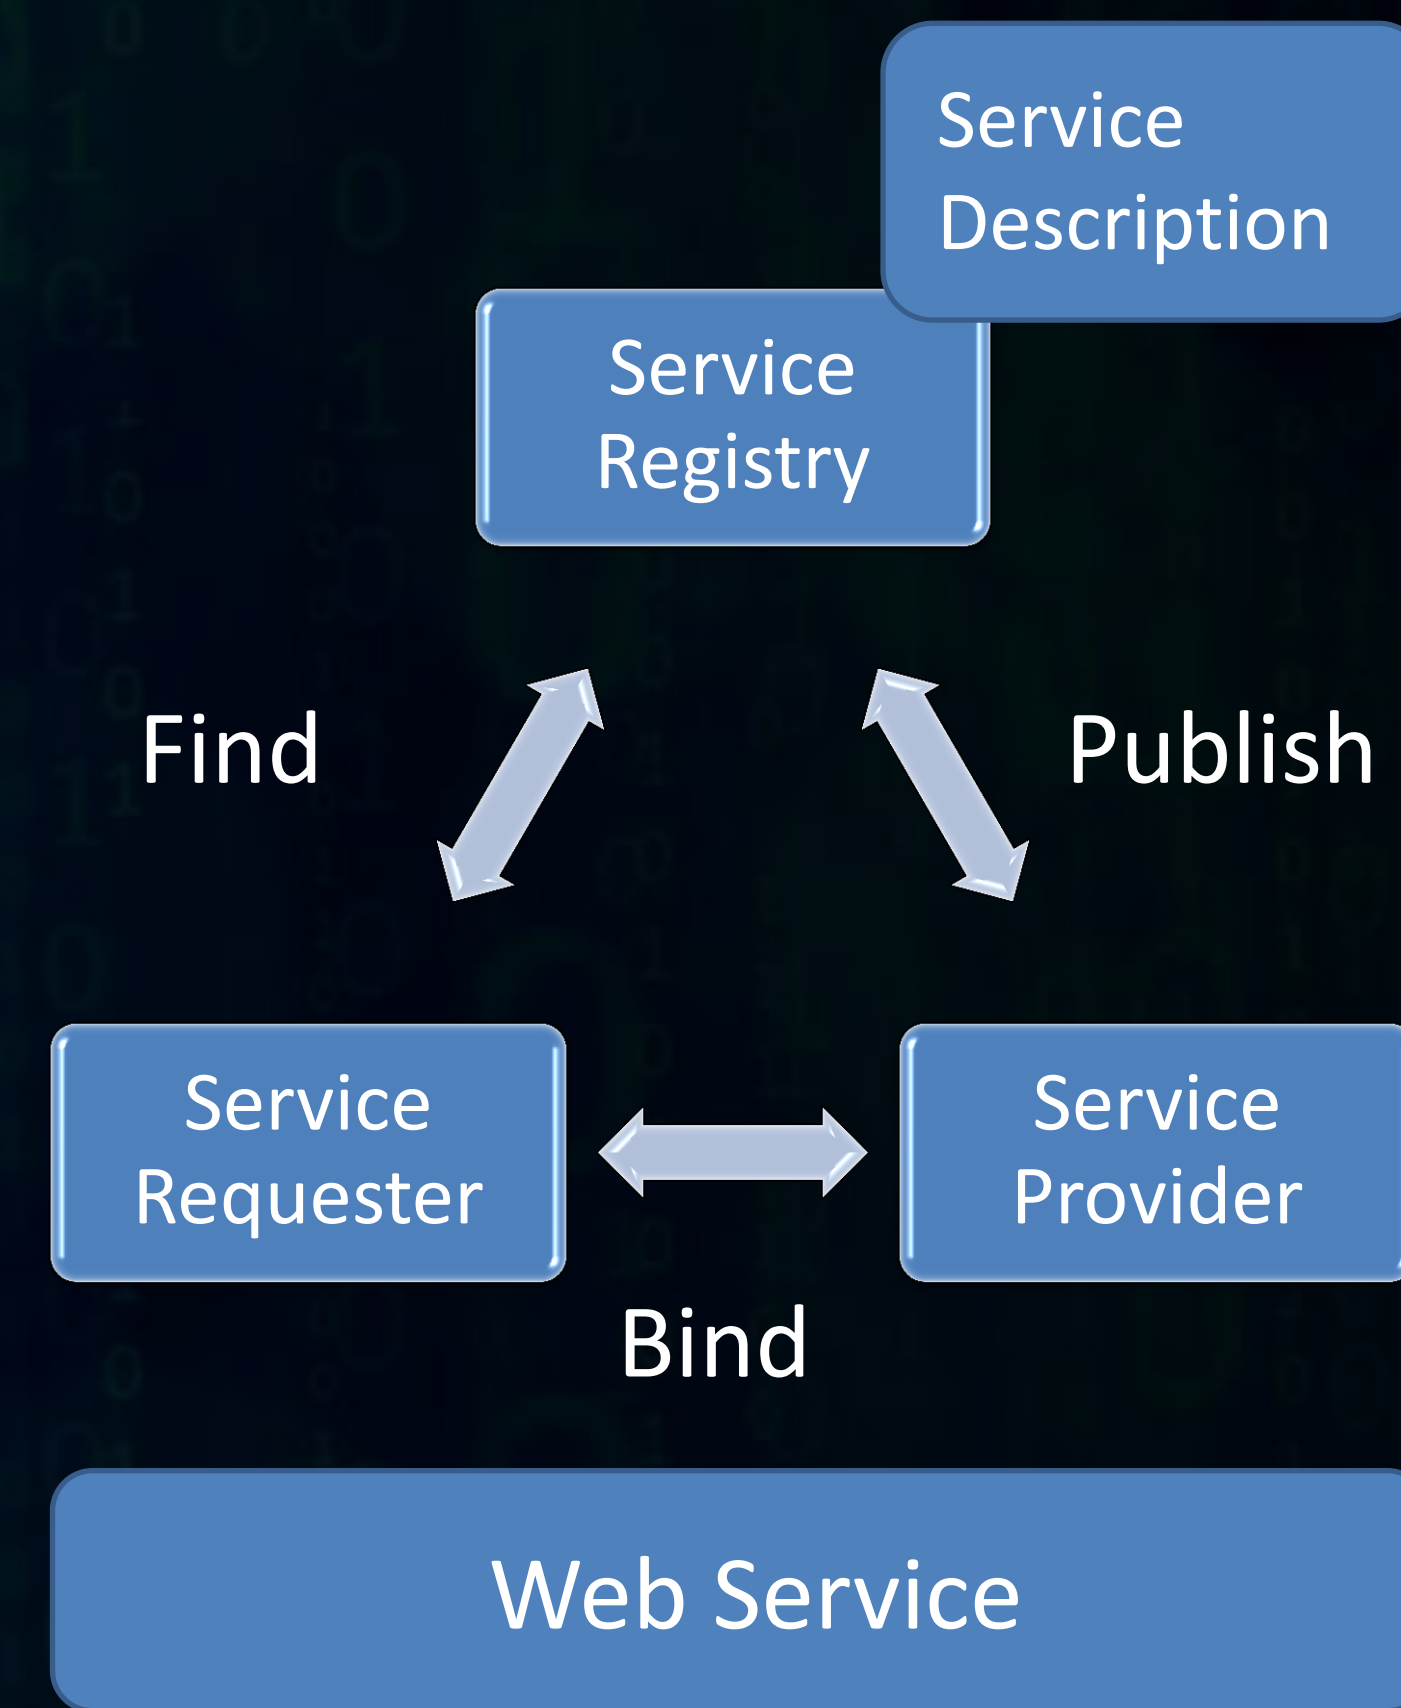 Service
Description
Service
Registry
Find
Publish
Service
Requester
Service
Provider
Bind
Web Service